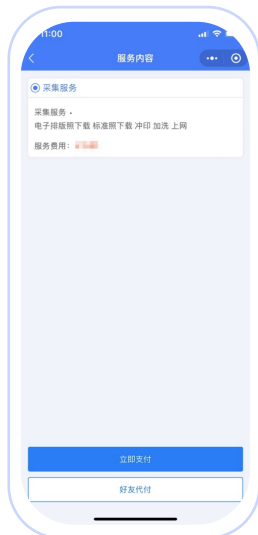 11:00
服务内容
采集服务
采集服务 -
电子排版照下载 标准照下载 冲印 加洗 上网
服务费用：
立即支付
好友代付